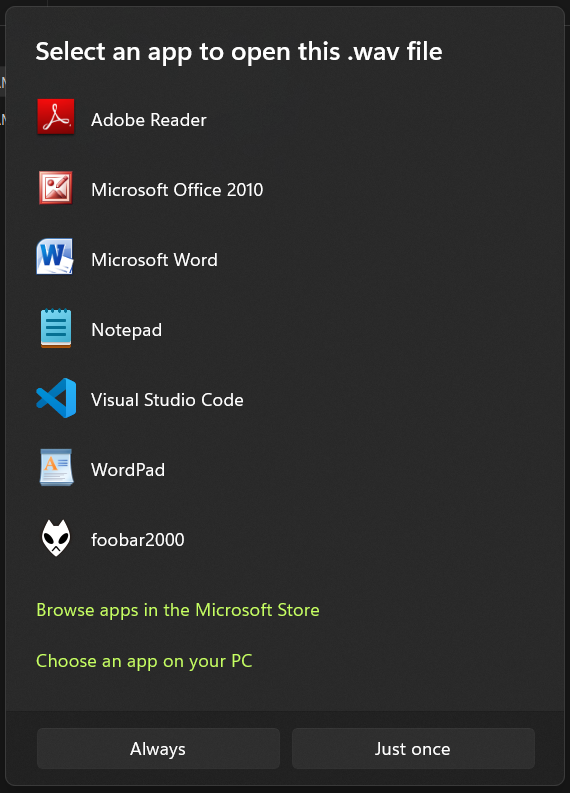 Select an app to open this .wav file
Adobe Reader
Microsoft Office 2010
Microsoft Word
Notepad
Visual Studio Code
WordPad
foobar2000
Browse apps in the Microsoft Store
Choose an app on your PC
Always
Just once